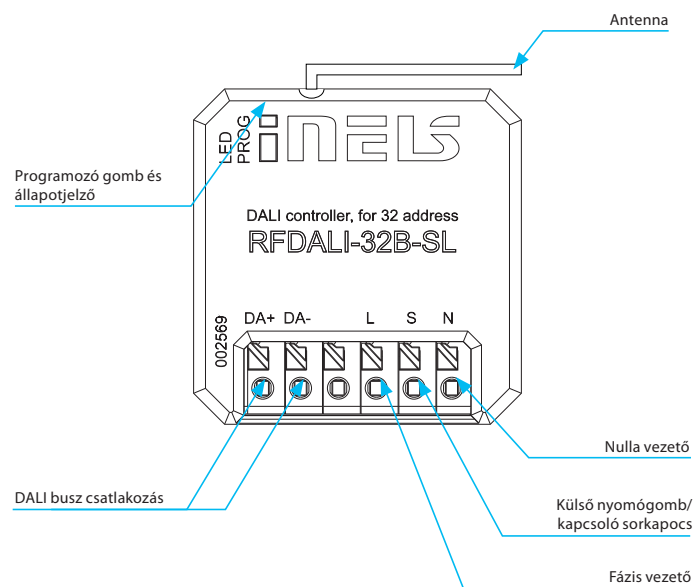 Antenna
LED
PROG
iNELS
Programozó gomb és
állapotjelző
DALI controller, for 32 address
RFDALI-32B-SL
002569
DA+ DA- L S N
Nulla vezető
DALI busz csatlakozás
Külső nyomógomb/
kapcsoló sorkapocs
Fázis vezető